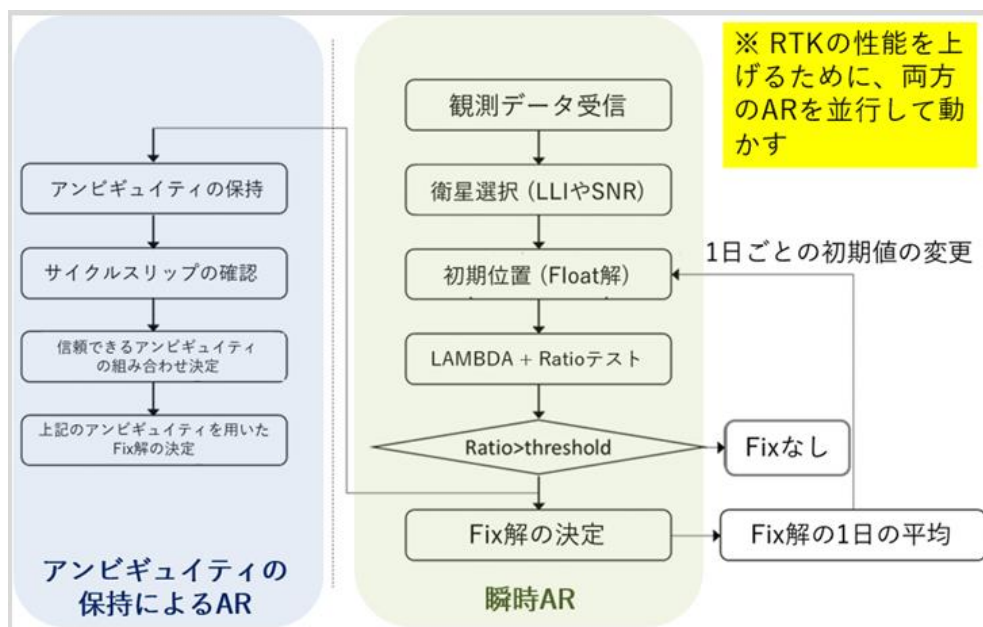 アンビギュイティの保持
サイクルスリップの確認
信頼できるアンビギュイティ
の組み合わせ決定
上記のアンビギュイティを用いた
Fix解の決定
アンビギュイティの
保持によるAR
観測データ受信
衛星選択 (LLIやSNR)
初期位置 (Float解)
LAMBDA + Ratioテスト
Ratio>threshold
Fix解の決定
瞬時AR
※ RTKの性能を上
げるために、両方
のARを並行して動
かす
1日ごとの初期値の変更
Fixなし
Fix解の1日の平均